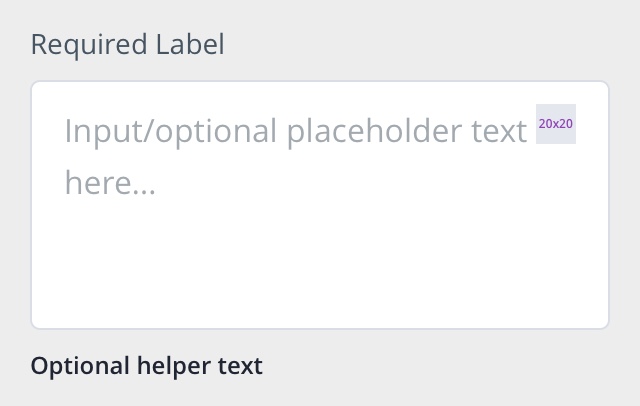 Required Label
Input/optional placeholder text 20x20
here...
Optional helper text